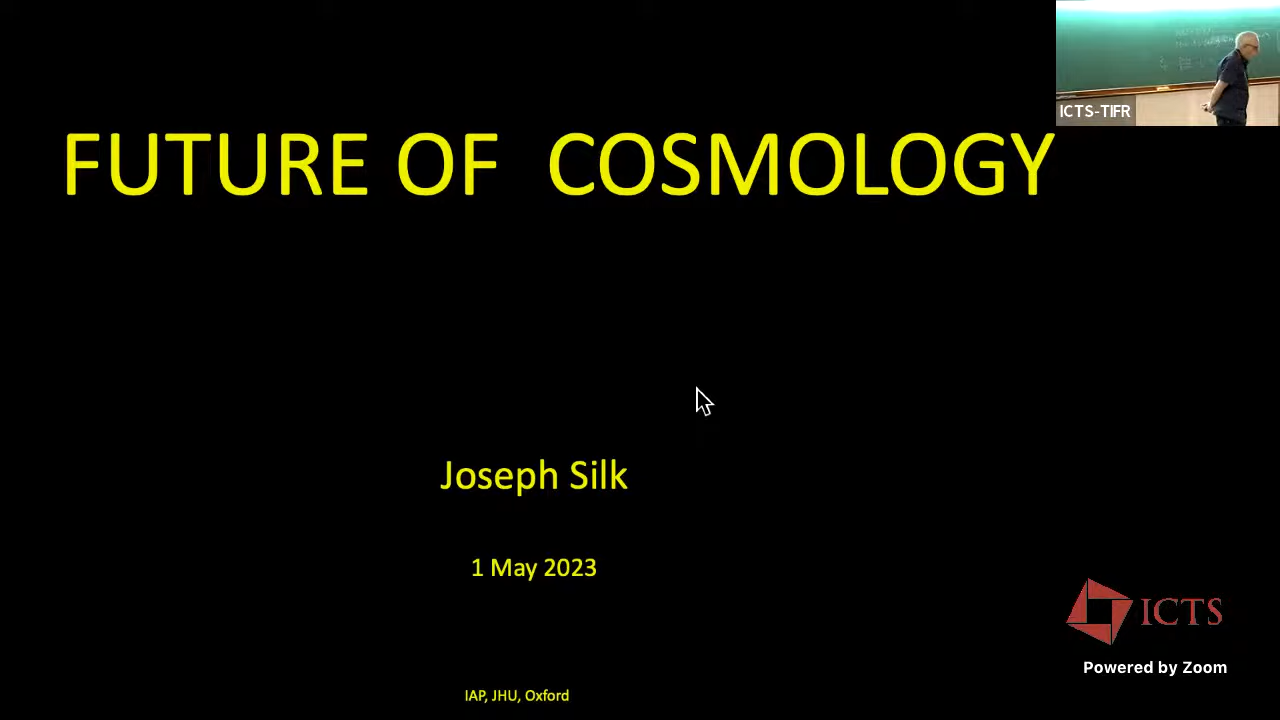 ICTS-TIFR
FUTURE OF COSMOLOGY
Joseph Silk
1 May 2023
ICTS
Powered by Zoom
IAP, JHU, Oxford